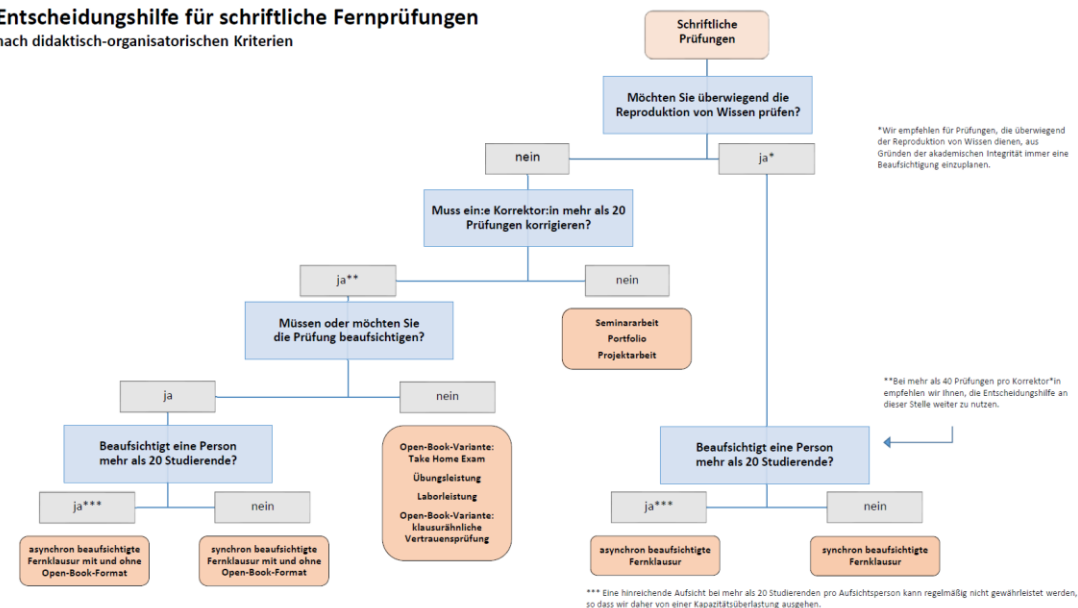 Entscheidungshilfe für schriftliche Fernprüfungen
nach didaktisch-organisatorischen Kriterien
Schriftliche
Prüfungen
Möchten Sie überwiegend die
Reproduktion von Wissen prüfen?
*Wir empfehlen für Prüfungen, die überwiegend
der Reproduktion von Wissen dienen, aus
Gründen der akademischen Integrität immer eine
Beaufsichtigung einzuplanen.
nein
ja*
Muss ein:e Korrektor:in mehr als 20
Prüfungen korrigieren?
ja**
nein
Müssen oder möchten Sie
die Prüfung beaufsichtigen?
Seminararbeit
Portfolio
Projektarbeit
**Bei mehr als 40 Prüfungen pro Korrektor*in
empfehlen wir Ihnen, die Entscheidungshilfe an
dieser Stelle weiter zu nutzen.
ja
nein
Beaufsichtigt eine Person
mehr als 20 Studierende?
Open-Book-Variante:
Take Home Exam
Übungsleistung
Laborleistung
Open-Book-Variante:
klausurähnliche
Vertrauensprüfung
Beaufsichtigt eine Person
mehr als 20 Studierende?
ja***
nein
ja***
nein
asynchron beaufsichtigte
Fernklausur mit und ohne
Open-Book-Format
synchron beaufsichtigte
Fernklausur mit und ohne
Open-Book-Format
asynchron beaufsichtigte
Fernklausur
synchron beaufsichtigte
Fernklausur
*** Eine hinreichende Aufsicht bei mehr als 20 Studierenden pro Aufsichtsperson kann regelmäßig nicht gewährleistet werden,
so dass wir daher von einer Kapazitätsüberlastung ausgehen.